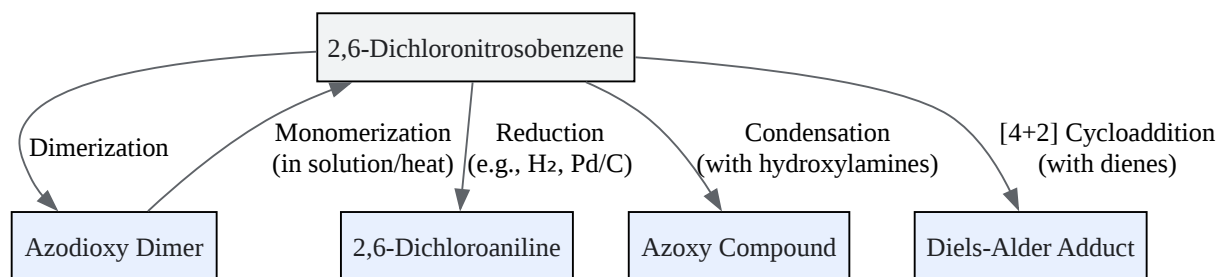 2,6-Dichloronitrosobenzene
Dimerization
Monomerization
(in solution/heat)
Reduction
(e.g., H₂, Pd/C)
Condensation
(with hydroxylamines)
[4+2] Cycloaddition
(with dienes)
Azodioxy Dimer
2,6-Dichloroaniline
Azoxy Compound
Diels-Alder Adduct